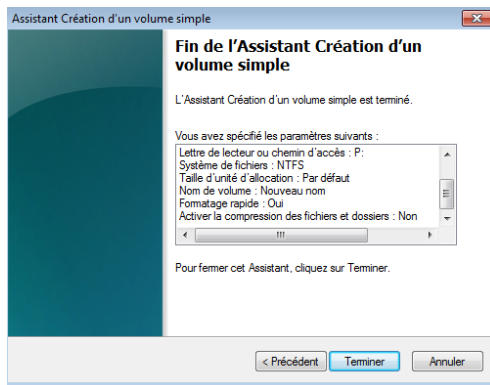 Assistant Création d'un volume simple
Fin de l'Assistant Création d'un
volume simple
L'Assistant Création d'un volume simple est terminé.
Vous avez spécifié les paramètres suivants :
Lettre de lecteur ou chemin d'accès : P:
Système de fichiers : NTFS
Taille d'unité d'allocation : Par défaut
Nom de volume : Nouveau nom
Formatage rapide : Oui
Activer la compression des fichiers et dossiers : Non
Pour fermer cet Assistant, cliquez sur Terminer.
< Précédent Terminer Annuler